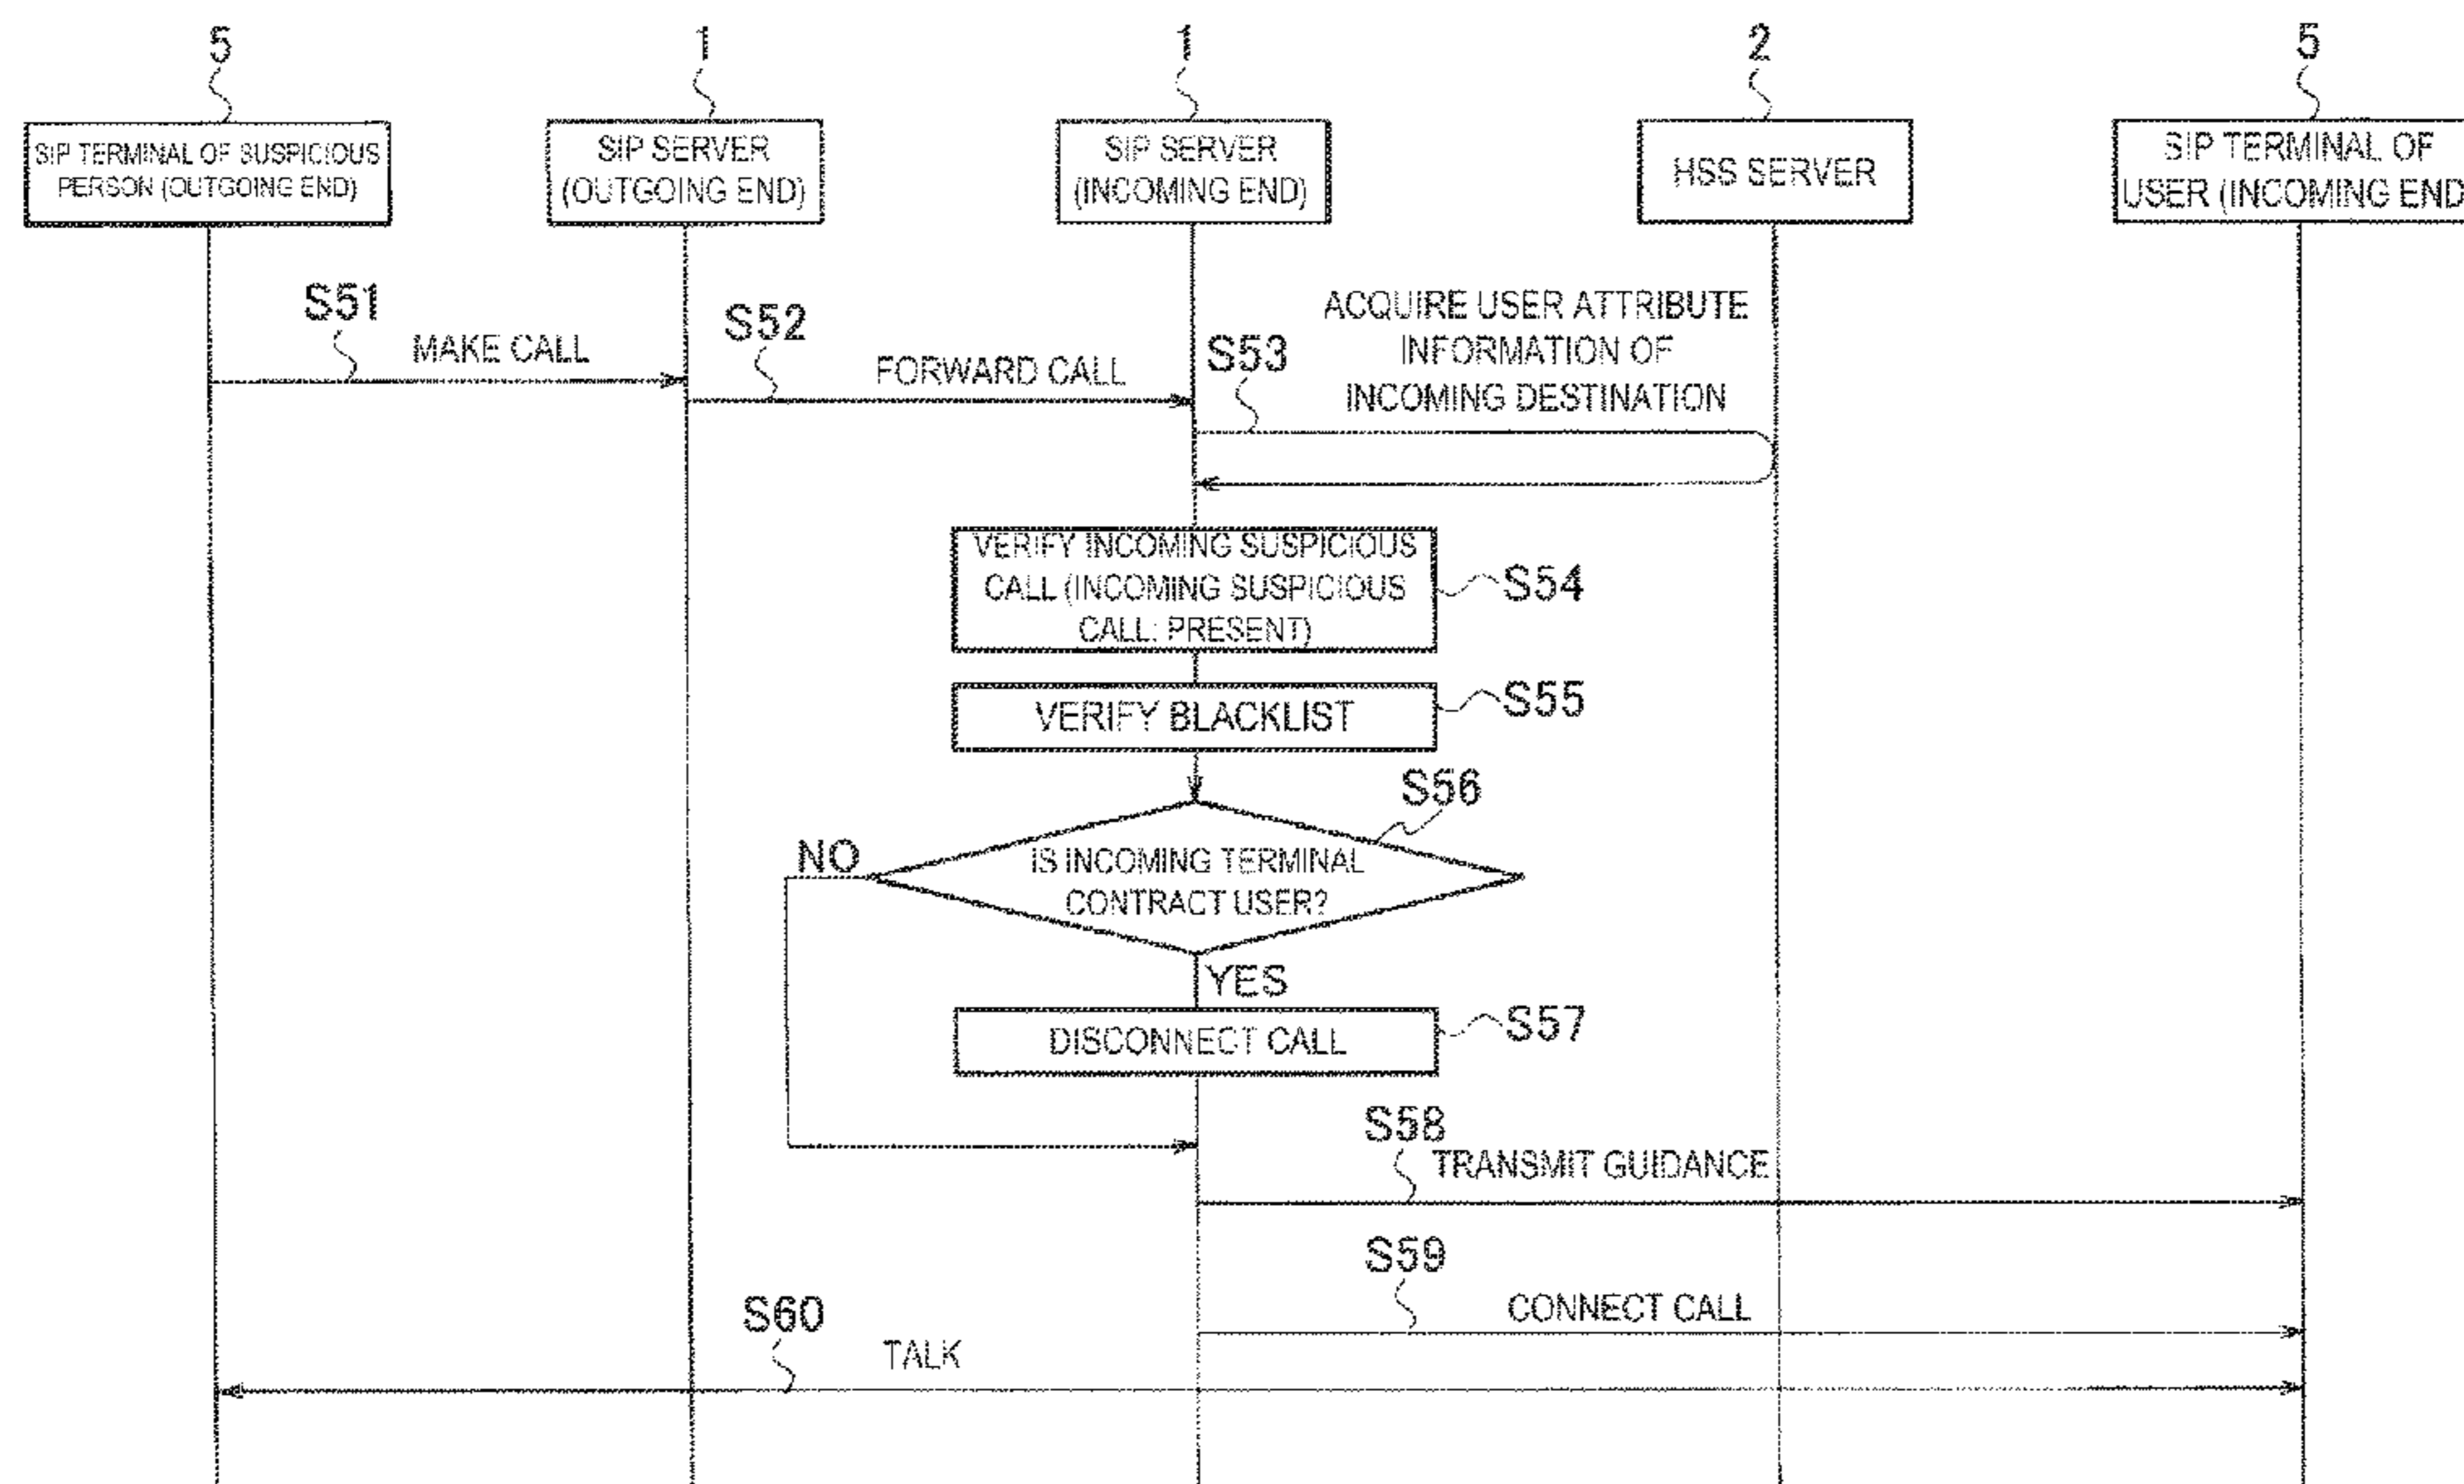 5
1
1
2
5
SIP TERMINAL OF SUSPICIOUS
PERSON (OUTGOING END)
SIP SERVER
(OUTGOING END)
SIP SERVER
(INCOMING END)
HSS SERVER
SIP TERMINAL OF
USER (INCOMING END
S51
MAKE CALL
S52
FORWARD CALL
S53
ACQUIRE USER ATTRIBUTE
INFORMATION OF
INCOMING DESTINATION
VERIFY INCOMING SUSPICIOUS
CALL (INCOMING SUSPICIOUS
CALL: PRESENT)
S54
VERIFY BLACKLIST
S55
S56
NO
IS INCOMING TERMINAL
CONTRACT USER?
YES
DISCONNECT CALL
S57
S58
TRANSMIT GUIDANCE
S59
CONNECT CALL
S60
TALK